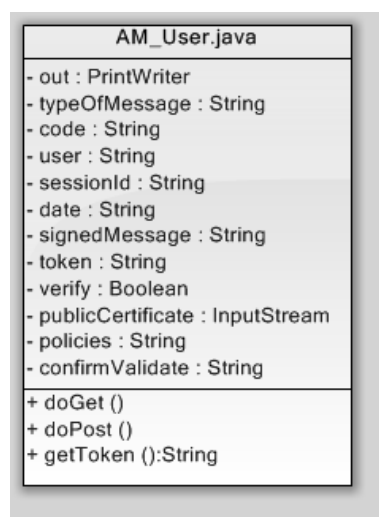 AM_User.java
- out : PrintWriter
- typeOfMessage : String
- code : String
- user : String
- sessionId : String
- date : String
- signedMessage : String
- token : String
- verify : Boolean
- publicCertificate : InputStream
- policies : String
- confirmValidate : String
+ doGet ()
+ doPost ()
+ getToken ():String